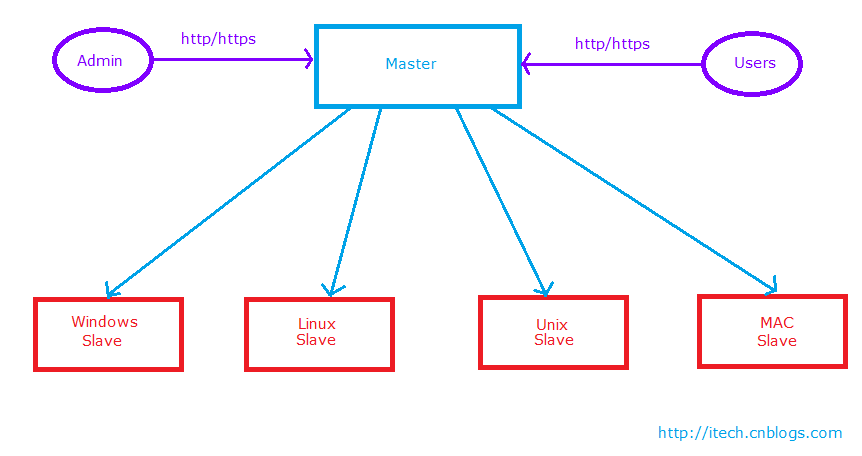 http/https
http/https
Admin
Master
Users
Windows
Slave
Linux
Slave
Unix
Slave
MAC
Slave
http://itech.cnblogs.com